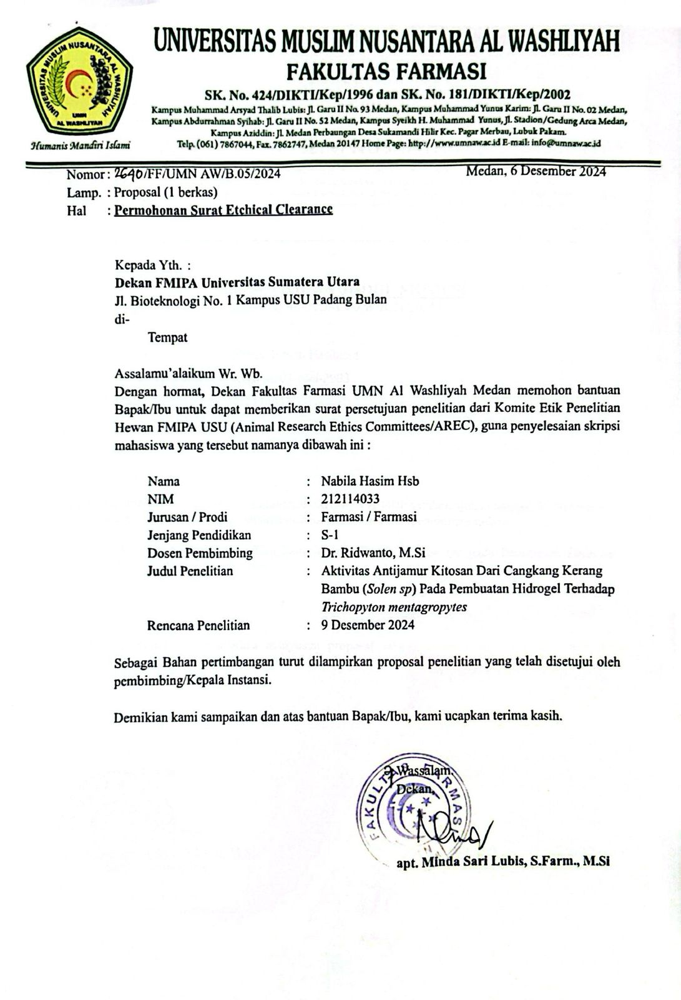 UNIVERSITAS MUSLIM NUSANTARA AL WASHLIYAH
UMN
AL WASHLIYAH
Humanis Mandiri Islami
UNIVERSITAS MUSLIM NUSANTARA AL WASHLIYAH
FAKULTAS FARMASI
SK. No. 424/DIKTI/Kep/1996 dan SK. No. 181/DIKTI/Kep/2002
Kampus Muhammad Arsyad Thalib Lubis: Jl. Garu II No. 93 Medan, Kampus Muhammad Yunus Karim: Jl. Garu II No. 02 Medan,
Kampus Abdurrahman Syihab: Jl. Garu II No. 52 Medan, Kampus Syeikh H. Muhammad Yunus, Jl. Stadion/Gedung Arca Medan,
Kampus Aziddin: Jl. Medan Perbaungan Desa Sukamandi Hilir Kec. Pagar Merbau, Lubuk Pakam.
Telp. (061) 7867044, Fax. 7862747, Medan 20147 Home Page: http://www.umnaw.ac.id E-mail: info@umnaw.ac.id
Nomor : 2690/FF/UMN AW/B.05/2024 Medan, 6 Desember 2024
Lamp. : Proposal (1 berkas)
Hal : Permohonan Surat Etchical Clearance
Kepada Yth. :
Dekan FMIPA Universitas Sumatera Utara
Jl. Bioteknologi No. 1 Kampus USU Padang Bulan
di-
Tempat
Assalamu'alaikum Wr. Wb.
Dengan hormat, Dekan Fakultas Farmasi UMN Al Washliyah Medan memohon bantuan
Bapak/Ibu untuk dapat memberikan surat persetujuan penelitian dari Komite Etik Penelitian
Hewan FMIPA USU (Animal Research Ethics Committees/AREC), guna penyelesaian skripsi
mahasiswa yang tersebut namanya dibawah ini :
Nama : Nabila Hasim Hsb
NIM : 212114033
Jurusan / Prodi : Farmasi / Farmasi
Jenjang Pendidikan : S-1
Dosen Pembimbing : Dr. Ridwanto, M.Si
Judul Penelitian : Aktivitas Antijamur Kitosan Dari Cangkang Kerang
Bambu (Solen sp) Pada Pembuatan Hidrogel Terhadap
Trichopyton mentagropytes
Rencana Penelitian : 9 Desember 2024
Sebagai Bahan pertimbangan turut dilampirkan proposal penelitian yang telah disetujui oleh
pembimbing/Kepala Instansi.
Demikian kami sampaikan dan atas bantuan Bapak/Ibu, kami ucapkan terima kasih.
Wassalam.
Dekan,
FAKULTAS FARMASI
apt. Minda Sari Lubis, S.Farm., M.Si